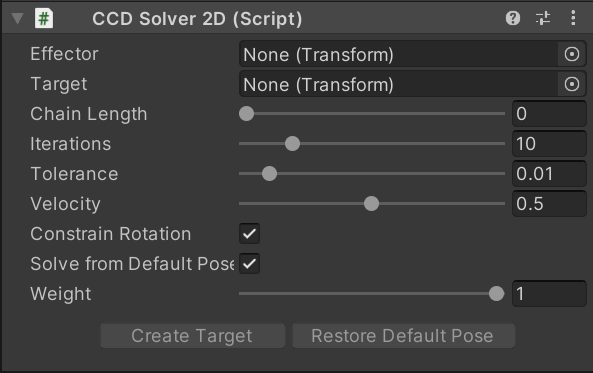 # CCD Solver 2D (Script)
Effector None (Transform)
Target None (Transform)
Chain Length 0
Iterations 10
Tolerance 0.01
Velocity 0.5
Constrain Rotation
Solve from Default Pose
Weight 1
Create Target Restore Default Pose